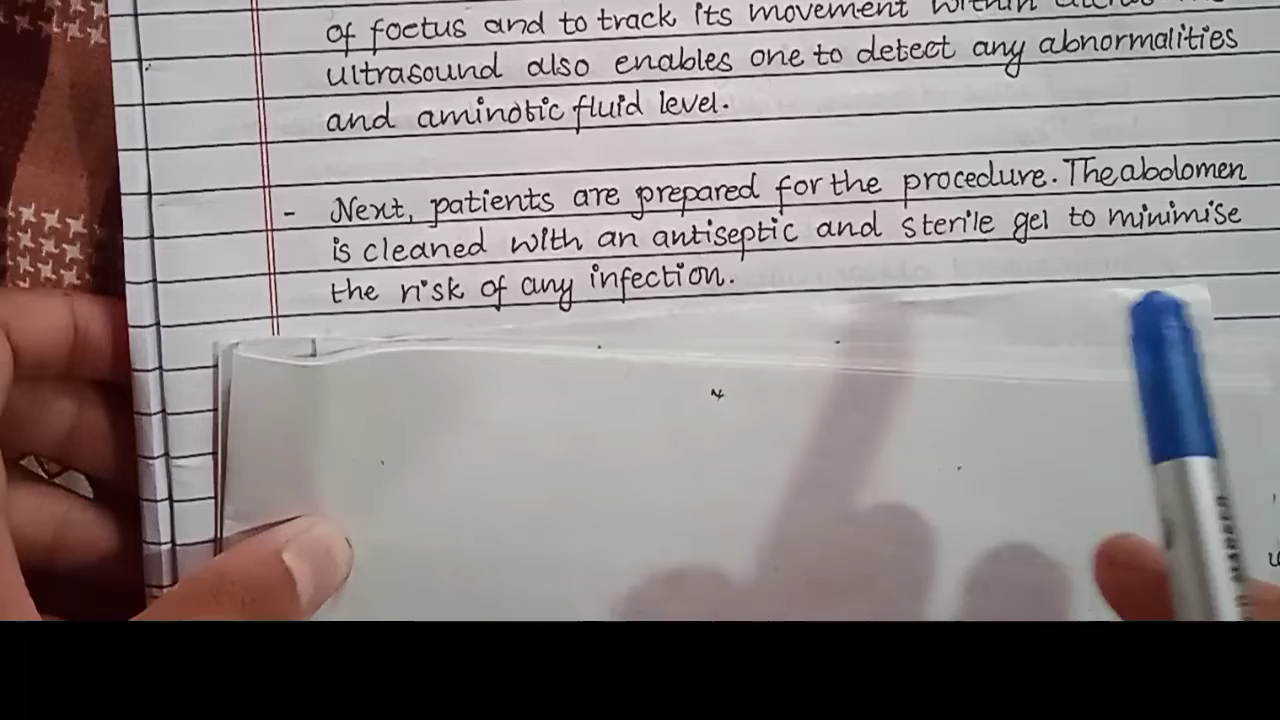 of foetus and to track its movement within
ultrasound also enables one to detect any abnormalities
and aminotic fluid level.
- Next, patients are prepared for the procedure. The abdomen
is cleaned with an antiseptic and sterile gel to minimise
the risk of any infection.